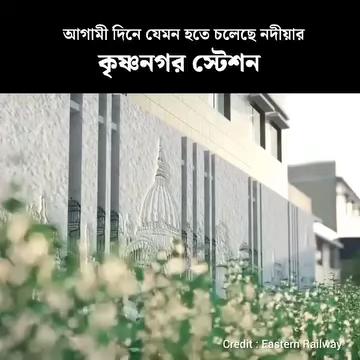 আগামী দিনে যেমন হতে চলেছে নদীয়ার
কৃষ্ণনগর স্টেশন
Credit : Eastern Railway